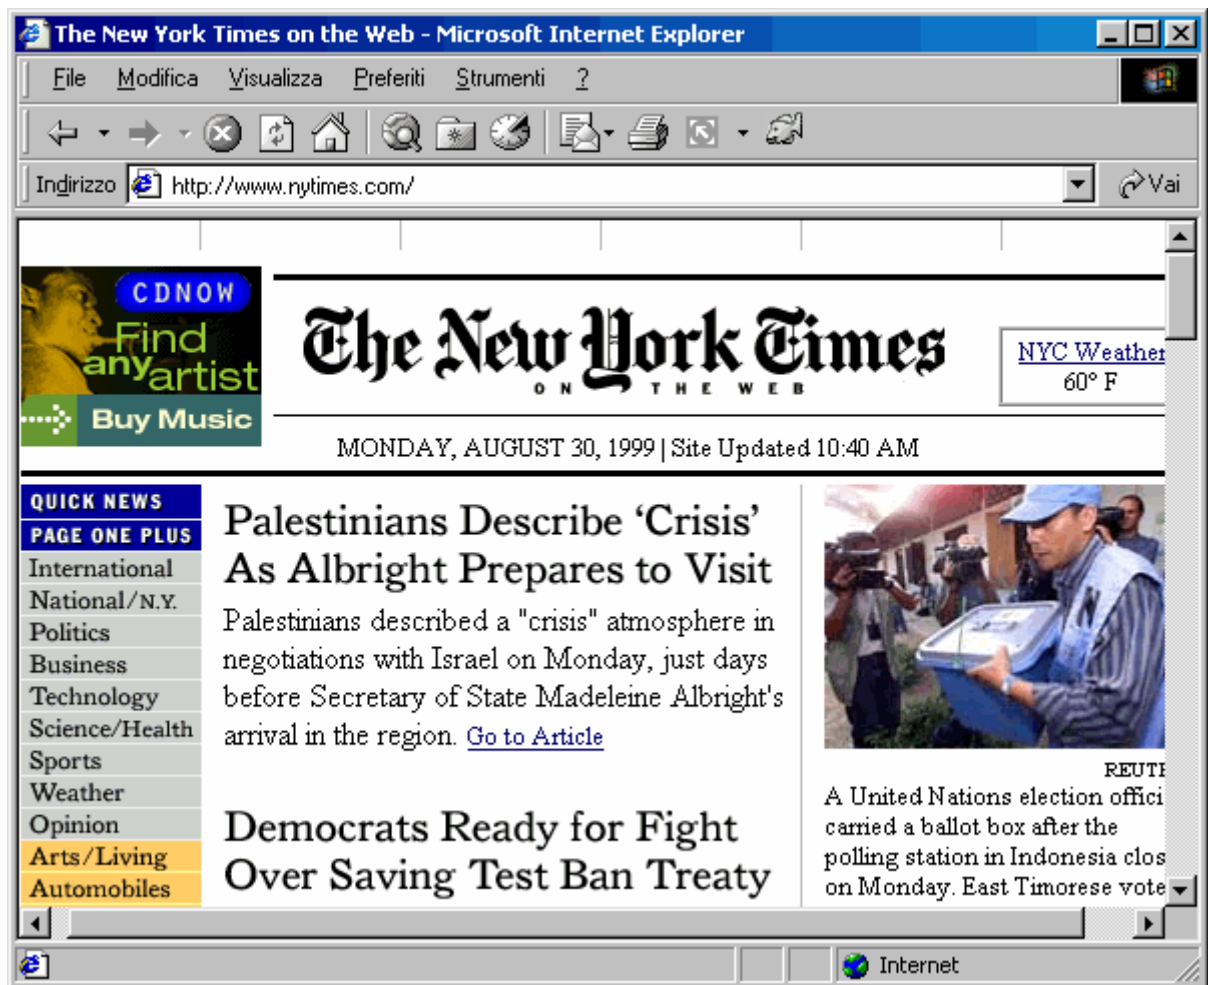 The New York Times on the Web - Microsoft Internet Explorer
File Modifica Visualizza Preferiti Strumenti ?
Indirizzo http://www.nytimes.com/ Vai
CDNOW
Find
any artist
Buy Music
The New York Times
ON THE WEB
NYC Weather
60° F
MONDAY, AUGUST 30, 1999 | Site Updated 10:40 AM
QUICK NEWS
PAGE ONE PLUS
International
National/N.Y.
Politics
Business
Technology
Science/Health
Sports
Weather
Opinion
Arts/Living
Automobiles
Palestinians Describe ‘Crisis’
As Albright Prepares to Visit
Palestinians described a "crisis" atmosphere in
negotiations with Israel on Monday, just days
before Secretary of State Madeleine Albright's
arrival in the region. Go to Article
Democrats Ready for Fight
Over Saving Test Ban Treaty
REUTE
A United Nations election offici
carried a ballot box after the
polling station in Indonesia clos
on Monday. East Timorese vote
Internet